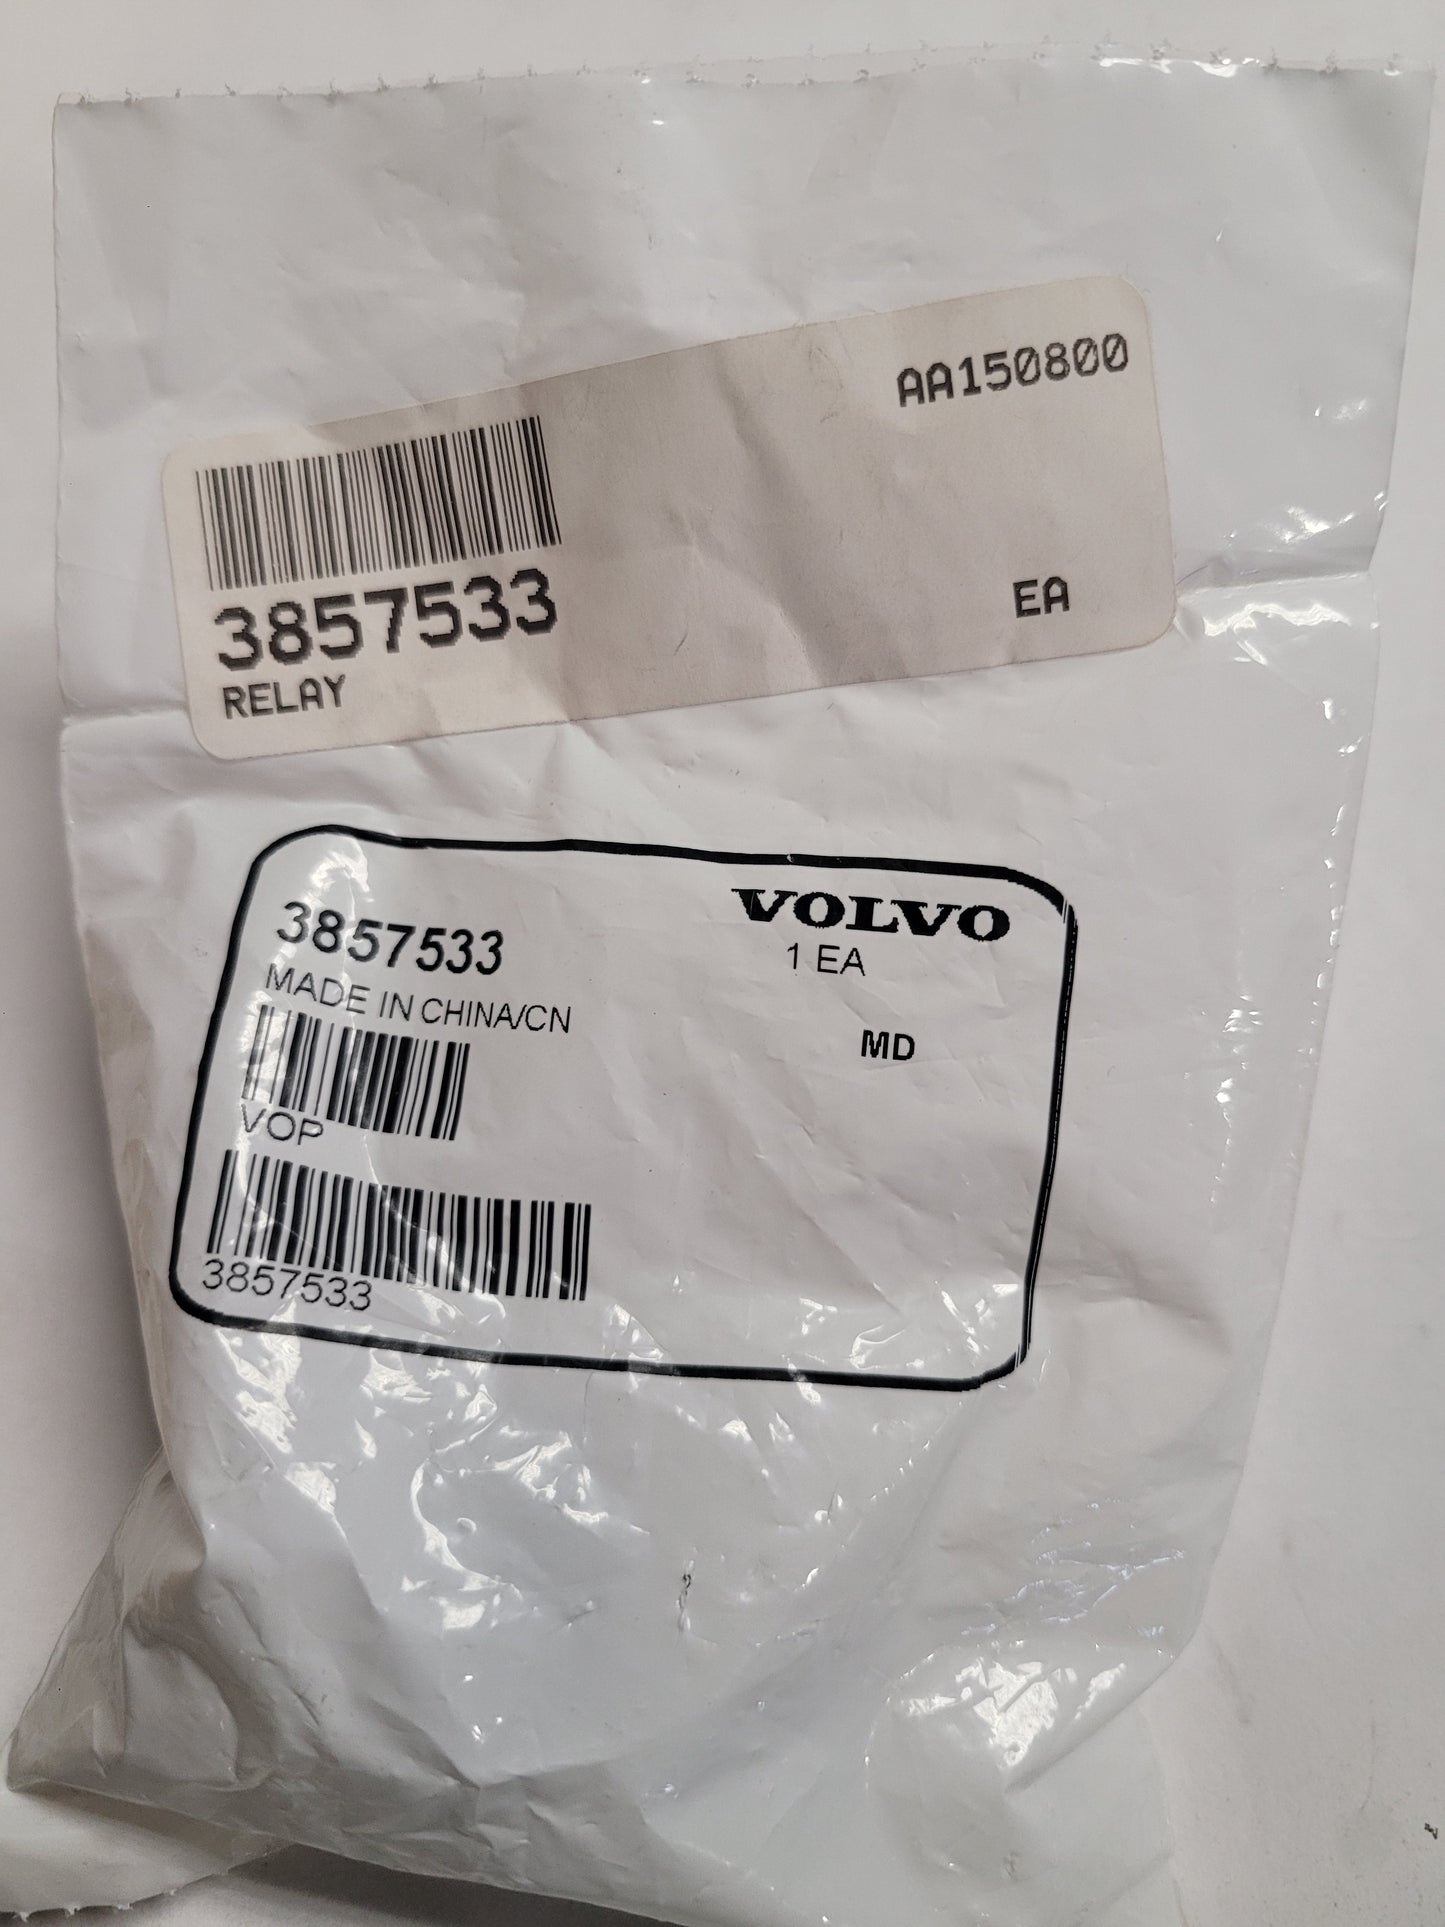 AA150800
3857533
EA
RELAY
3857533
VOLVO
1 EA
MADE IN CHINA/CN
MD
VOP
3857533